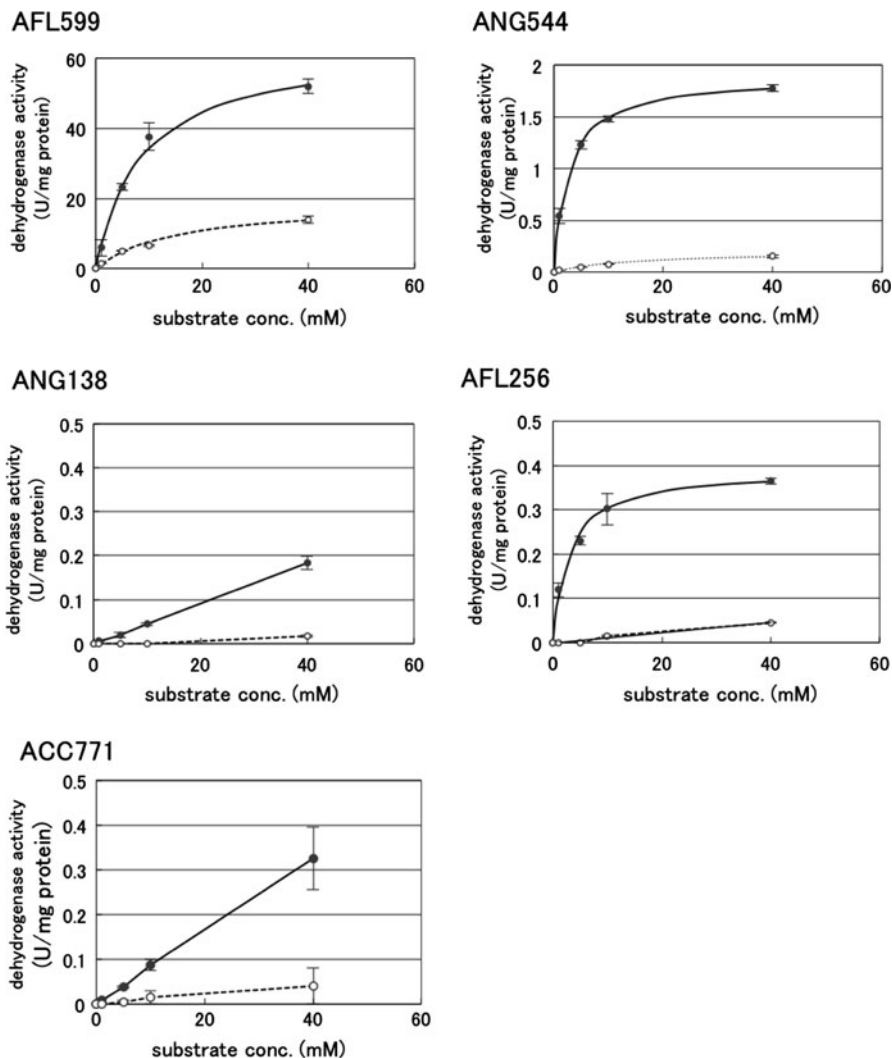 AFL599
dehydrogenase activity
(U/mg protein)
60
40
20
0
0 20 40 60
substrate conc. (mM)
ANG544
dehydrogenase activity
(U/mg protein)
2
1.5
1
0.5
0
0 20 40 60
substrate conc. (mM)
ANG138
dehydrogenase activity
(U/mg protein)
0.5
0.4
0.3
0.2
0.1
0
0 20 40 60
substrate conc. (mM)
AFL256
dehydrogenase activity
(U/mg protein)
0.5
0.4
0.3
0.2
0.1
0
0 20 40 60
substrate conc. (mM)
ACC771
dehydrogenase activity
(U/mg protein)
0.5
0.4
0.3
0.2
0.1
0
0 20 40 60
substrate conc. (mM)